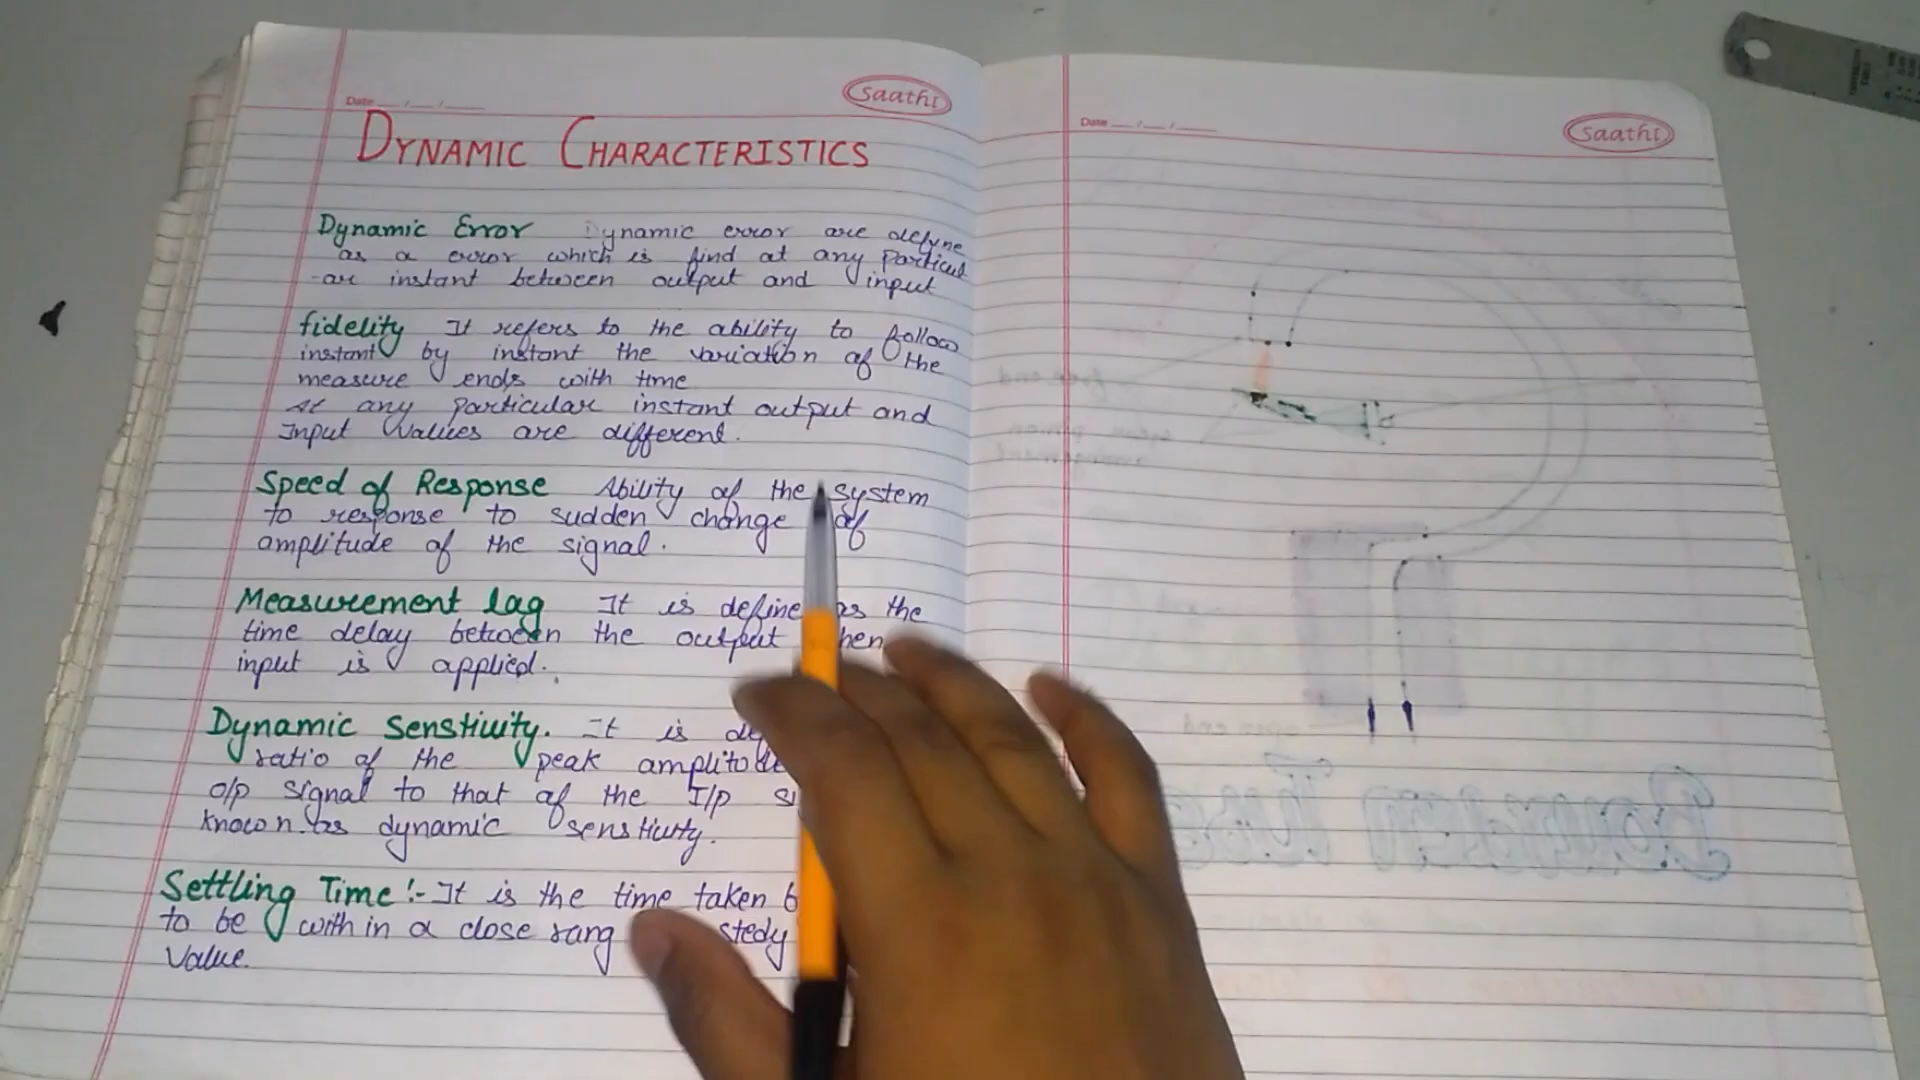 Date
saathi
DYNAMIC CHARACTERISTICS
Dynamic Error Dynamic error are define
as a error which is find at any particul
-ar instant between output and input
fidelity It refers to the ability to follow
instant by instant the variation of the
measure ends with time
At any particular instant output and
Input values are different.
Speed of Response Ability of the system
to response to sudden change of
amplitude of the signal.
Measurement lag It is define as the
time delay between the output
input is applied.
Dynamic Senstivity. It is
ratio of the peak amplitude
o/p signal to that of the I/p
known as dynamic senstivity.
Settling Time :- It is the time taken
to be with in a close rang stedy
Value.
Date
saathi